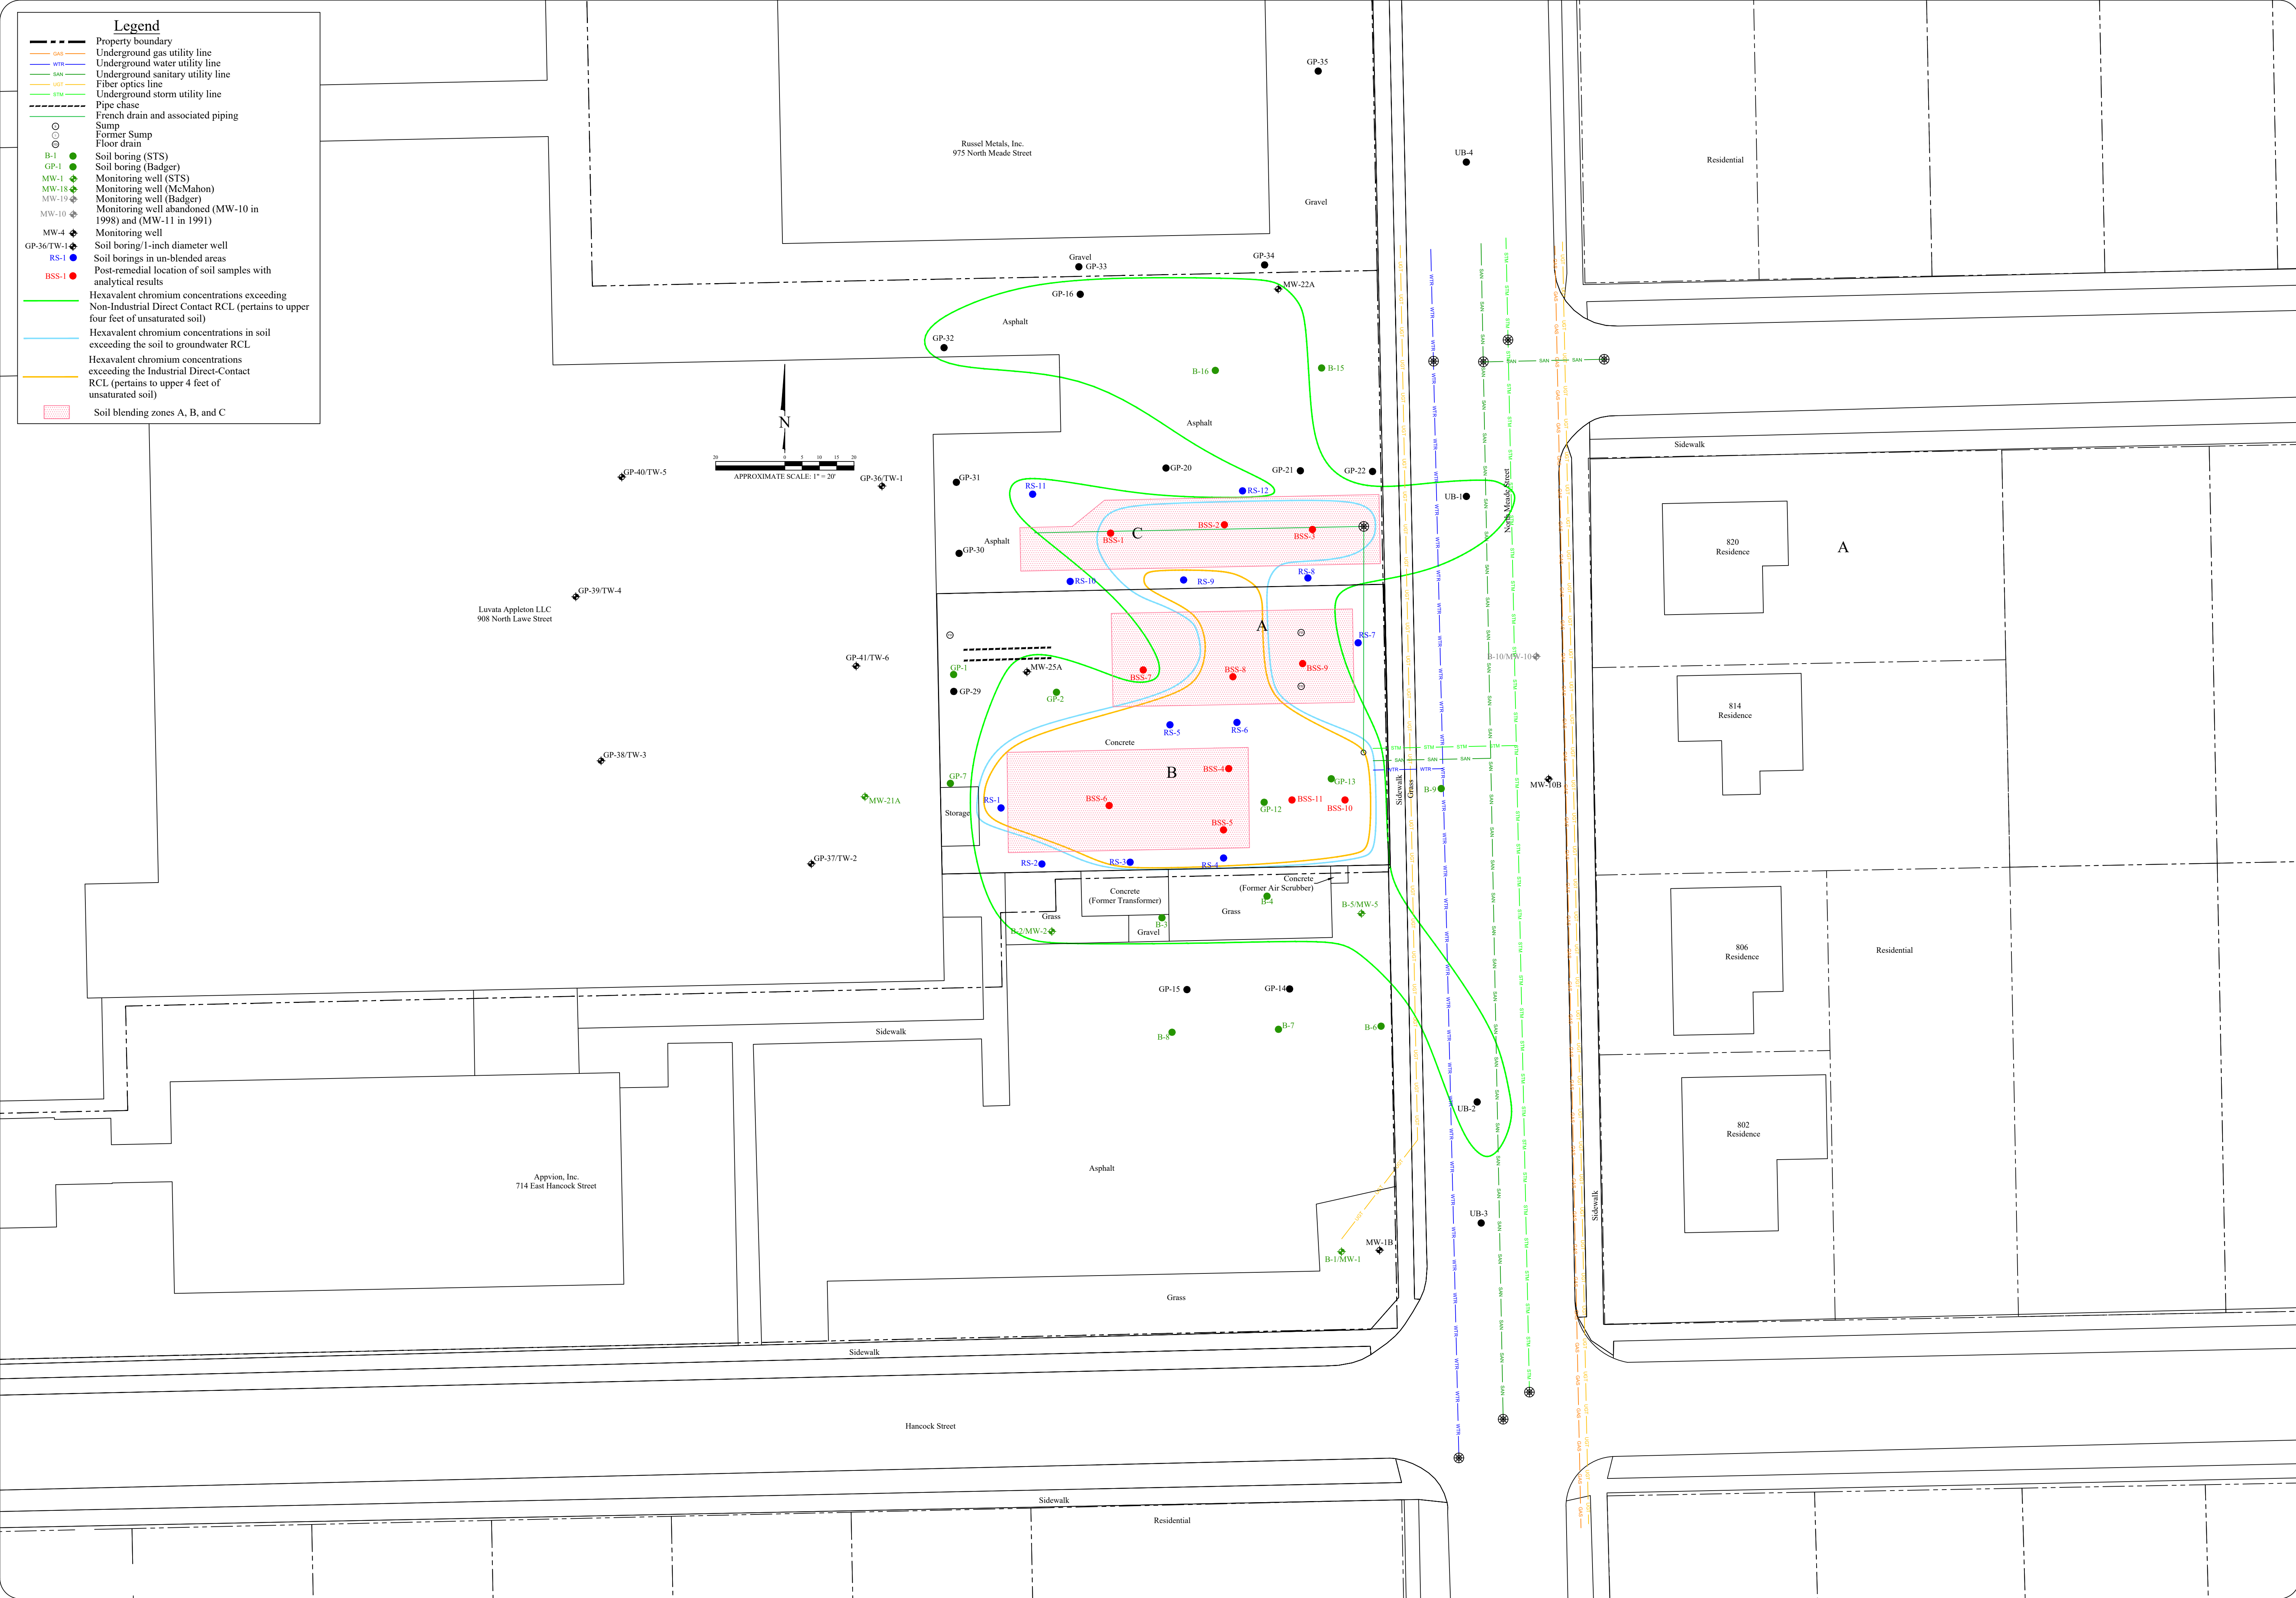 Legend
Property boundary
GAS
Underground gas utility line
WTR
Underground water utility line
SAN
Underground sanitary utility line
UGT
Fiber optics line
STM
Underground storm utility line
Pipe chase
French drain and associated piping
Sump
Former Sump
Floor drain
B-1
Soil boring (STS)
GP-1
Soil boring (Badger)
MW-1
Monitoring well (STS)
MW-18
Monitoring well (McMahon)
MW-19
Monitoring well (Badger)
MW-10
Monitoring well abandoned (MW-10 in
1998) and (MW-11 in 1991)
MW-4
Monitoring well
GP-36/TW-1
Soil boring/1-inch diameter well
RS-1
Soil borings in un-blended areas
BSS-1
Post-remedial location of soil samples with
analytical results
Hexavalent chromium concentrations exceeding
Non-Industrial Direct Contact RCL (pertains to upper
four feet of unsaturated soil)
Hexavalent chromium concentrations in soil
exceeding the soil to groundwater RCL
Hexavalent chromium concentrations
exceeding the Industrial Direct-Contact
RCL (pertains to upper 4 feet of
unsaturated soil)
Soil blending zones A, B, and C
GP-35
Russel Metals, Inc.
975 North Meade Street
Gravel
UB-4
Residential
Gravel
GP-33
GP-34
MW-22A
GP-16
Asphalt
GP-32
B-16
B-15
N
20 0 5 10 15 20
APPROXIMATE SCALE: 1" = 20'
Asphalt
Sidewalk
GP-40/TW-5
GP-36/TW-1
GP-31
GP-20
GP-21
GP-22
RS-11
RS-12
UB-1
North Meade Street
C
BSS-1
BSS-2
BSS-3
Asphalt
GP-30
820
Residence
A
RS-10
RS-9
RS-8
GP-39/TW-4
Luvata Appleton LLC
908 North Lawe Street
A
RS-7
GP-41/TW-6
GP-1
MW-25A
BSS-7
BSS-8
BSS-9
B-10/MW-10
GP-29
GP-2
814
Residence
RS-5
RS-6
Concrete
GP-38/TW-3
B
BSS-4
GP-7
GP-13
MW-10B
Sidewalk
Grass
B-9
MW-21A
RS-1
BSS-6
GP-12
BSS-11
BSS-10
Storage
BSS-5
GP-37/TW-2
RS-2
RS-3
RS-4
Concrete
(Former Air Scrubber)
Concrete
(Former Transformer)
B-4
B-5/MW-5
Grass
Grass
B-3
B-2/MW-2
Gravel
806
Residence
Residential
GP-15
GP-14
Sidewalk
B-8
B-7
B-6
UB-2
802
Residence
Asphalt
Appvion, Inc.
714 East Hancock Street
Sidewalk
UB-3
MW-1B
B-1/MW-1
Grass
Sidewalk
Hancock Street
Sidewalk
Residential